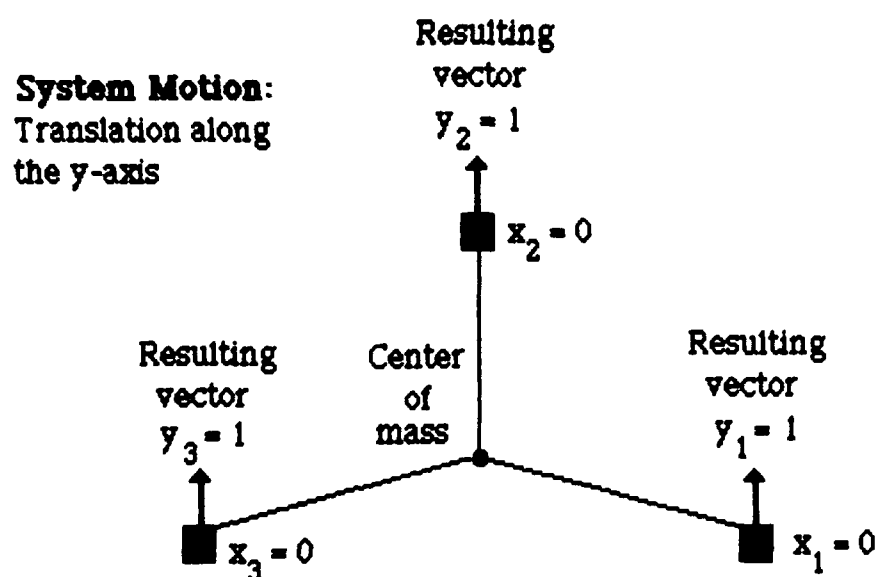 System Motion:
Translation along
the y-axis
Resulting
vector
y₂ = 1
x₂ = 0
Resulting
vector
y₃ = 1
x₃ = 0
Center
of
mass
Resulting
vector
y₁ = 1
x₁ = 0